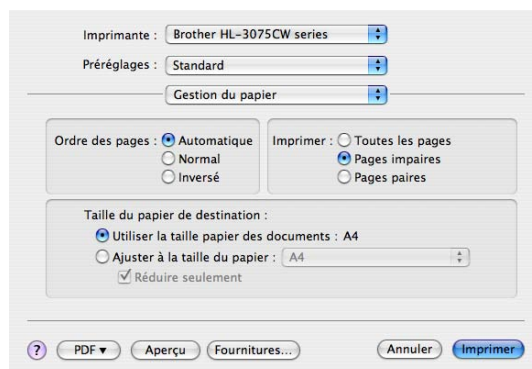 Imprimante : Brother HL-3075CW series
Préréglages : Standard
Gestion du papier
Ordre des pages : Automatique
Normal
Inversé
Imprimer : Toutes les pages
Pages impaires
Pages paires
Taille du papier de destination :
Utiliser la taille papier des documents : A4
Ajuster à la taille du papier : A4
Réduire seulement
? PDF Aperçu Fournitures... Annuler Imprimer